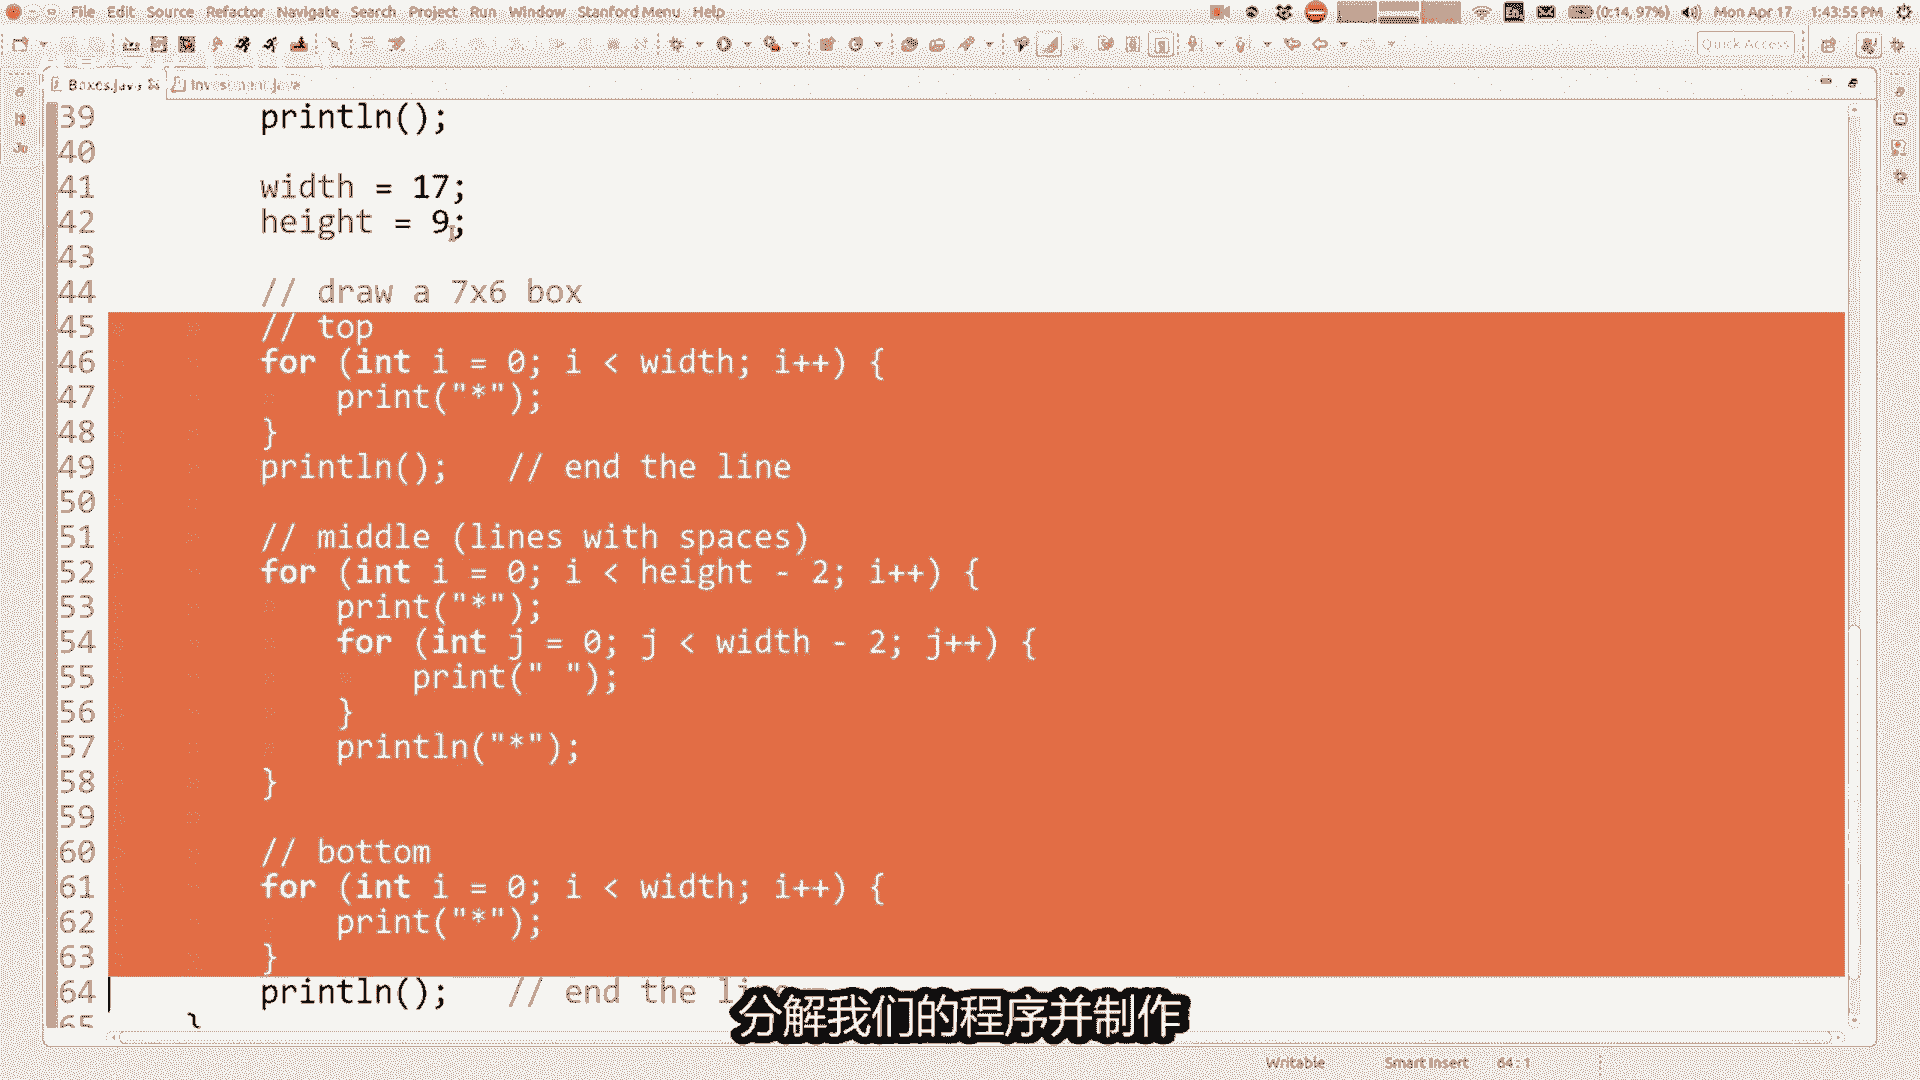 File Edit Source Refactor Navigate Search Project Run Window Stanford Menu Help (0:14, 97%) Mon Apr 17 1:43:55 PM
Quick Access
Boxes.java Investment.java
39 println();
40
41 width = 17;
42 height = 9;
43
44 // draw a 7x6 box
45 // top
46 for (int i = 0; i < width; i++) {
47 print("*");
48 }
49 println(); // end the line
50
51 // middle (lines with spaces)
52 for (int i = 0; i < height - 2; i++) {
53 print("*");
54 for (int j = 0; j < width - 2; j++) {
55 print(" ");
56 }
57 println("*");
58 }
59
60 // bottom
61 for (int i = 0; i < width; i++) {
62 print("*");
63 }
64 println(); // end the line
65 }
分解我们的程序并制作
Writable Smart Insert 64 : 1